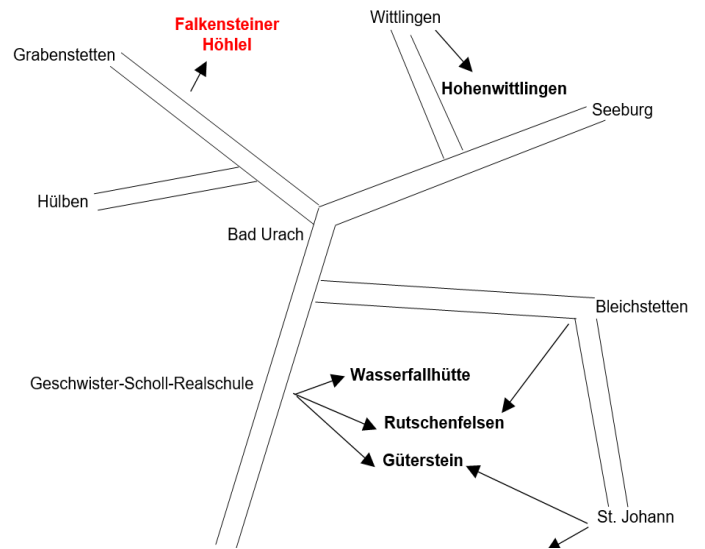 Wittlingen
Falkensteiner
Höhlel
Grabenstetten
Hohenwittlingen
Seeburg
Hülben
Bad Urach
Bleichstetten
Wasserfallhütte
Geschwister-Scholl-Realschule
Rutschenfelsen
Güterstein
St. Johann